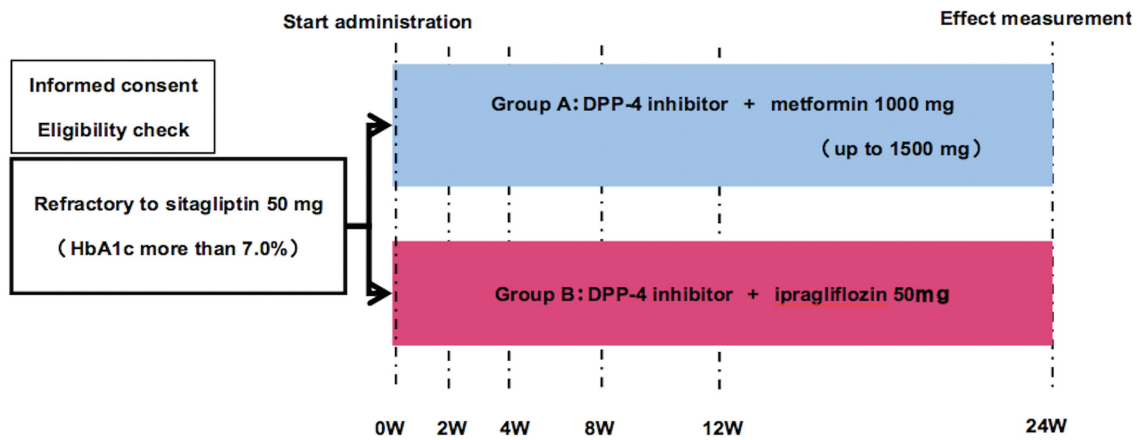 Start administration
Effect measurement
Informed consent
Eligibility check
Refractory to sitagliptin 50 mg
(HbA1c more than 7.0%)
Group A: DPP-4 inhibitor + metformin 1000 mg
(up to 1500 mg)
Group B: DPP-4 inhibitor + ipragliflozin 50mg
0W 2W 4W 8W 12W 24W